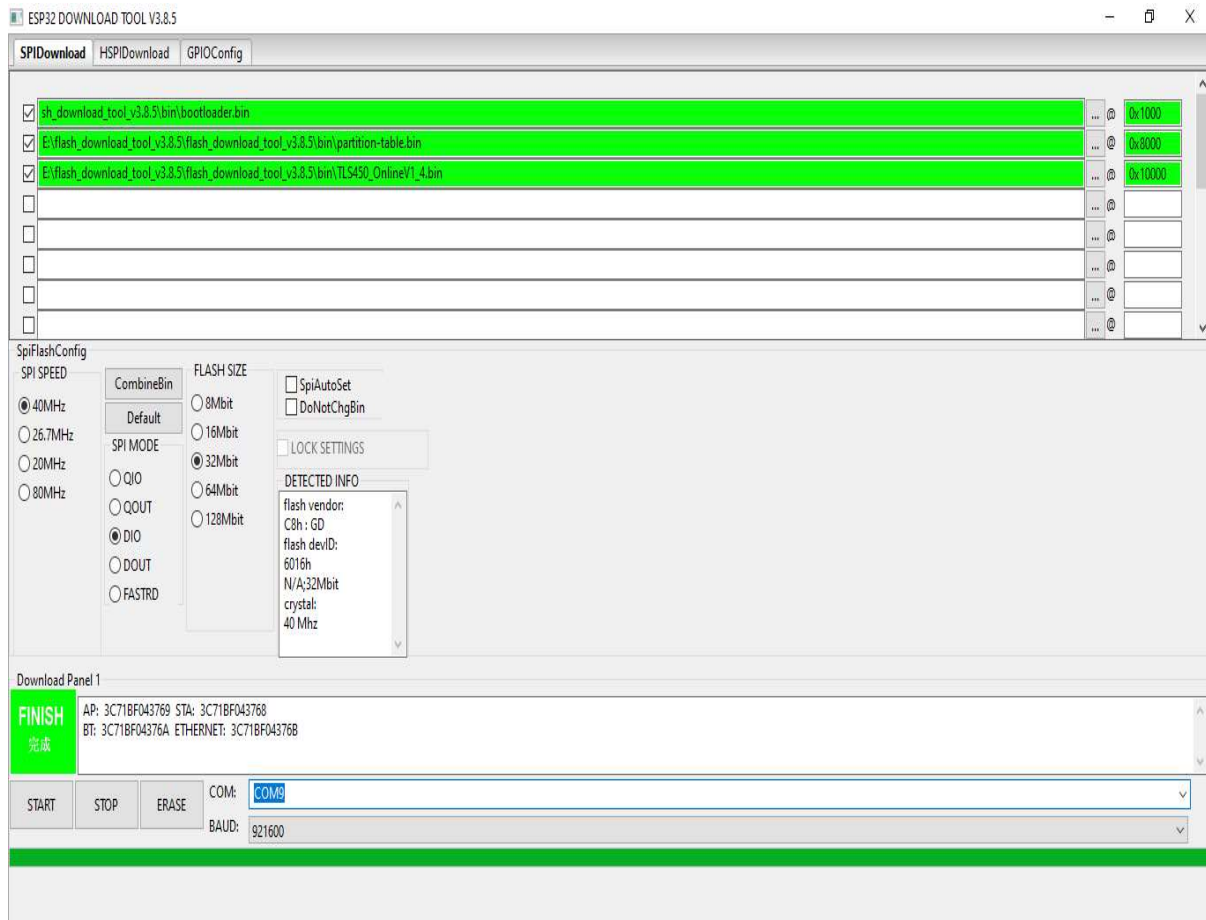 ESP32 DOWNLOAD TOOL V3.8.5
SPIDownload HSPIDownload GPIOConfig
sh_download_tool_v3.8.5\bin\bootloader.bin ... @ 0x1000
E:\flash_download_tool_v3.8.5\flash_download_tool_v3.8.5\bin\partition-table.bin ... @ 0x8000
E:\flash_download_tool_v3.8.5\flash_download_tool_v3.8.5\bin\TLS450_OnlineV1_4.bin ... @ 0x10000
... @
... @
... @
... @
... @
SpiFlashConfig
SPI SPEED
40MHz
26.7MHz
20MHz
80MHz
CombineBin
Default
SPI MODE
QIO
QOUT
DIO
DOUT
FASTRD
FLASH SIZE
8Mbit
16Mbit
32Mbit
64Mbit
128Mbit
SpiAutoSet
DoNotChgBin
LOCK SETTINGS
DETECTED INFO
flash vendor:
C8h : GD
flash devID:
6016h
N/A;32Mbit
crystal:
40 Mhz
Download Panel 1
FINISH
完成
AP: 3C71BF043769 STA: 3C71BF043768
BT: 3C71BF04376A ETHERNET: 3C71BF04376B
START STOP ERASE
COM: COM9
BAUD: 921600